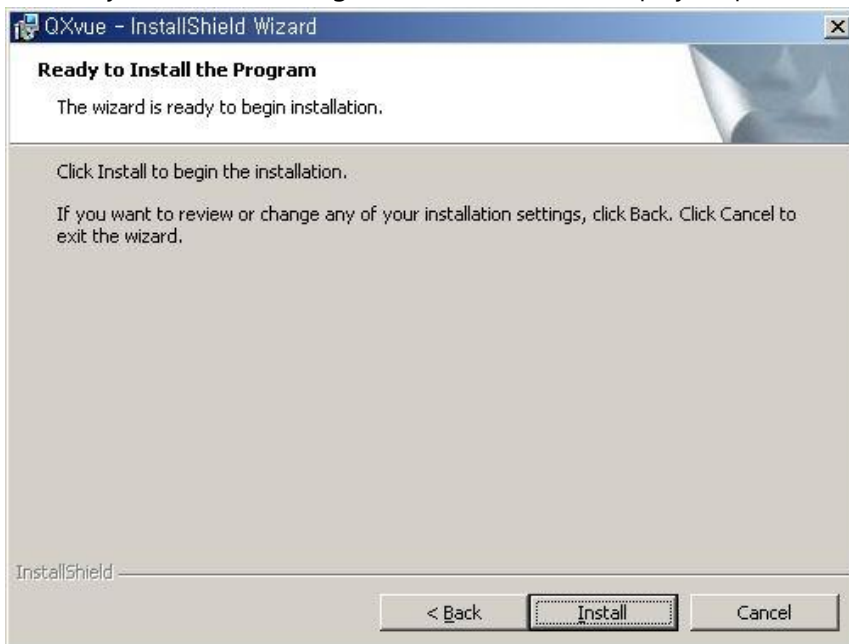 QXvue - InstallShield Wizard
Ready to Install the Program
The wizard is ready to begin installation.
Click Install to begin the installation.
If you want to review or change any of your installation settings, click Back. Click Cancel to
exit the wizard.
InstallShield
< Back
Install
Cancel